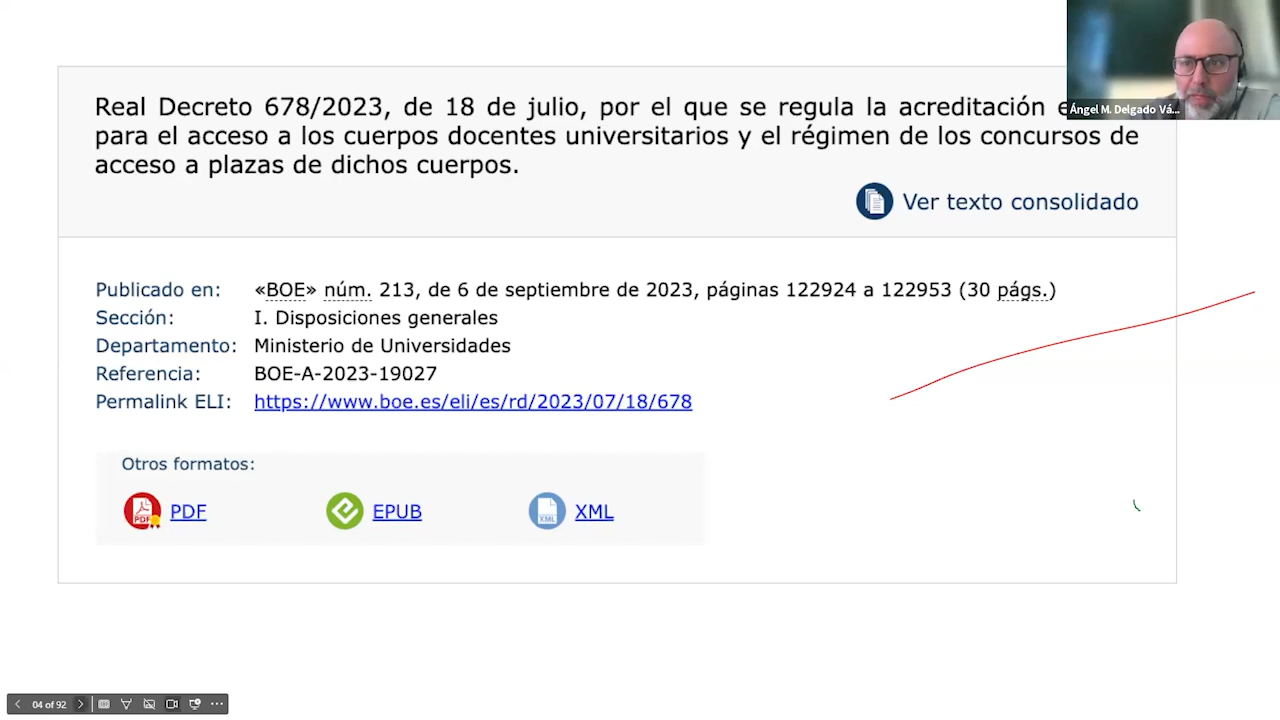 Ángel M. Delgado Vá...
Real Decreto 678/2023, de 18 de julio, por el que se regula la acreditación
para el acceso a los cuerpos docentes universitarios y el régimen de los concursos de
acceso a plazas de dichos cuerpos.
Ver texto consolidado
Publicado en: «BOE» núm. 213, de 6 de septiembre de 2023, páginas 122924 a 122953 (30 págs.)
Sección: I. Disposiciones generales
Departamento: Ministerio de Universidades
Referencia: BOE-A-2023-19027
Permalink ELI: https://www.boe.es/eli/es/rd/2023/07/18/678
Otros formatos:
PDF EPUB XML
04 of 92